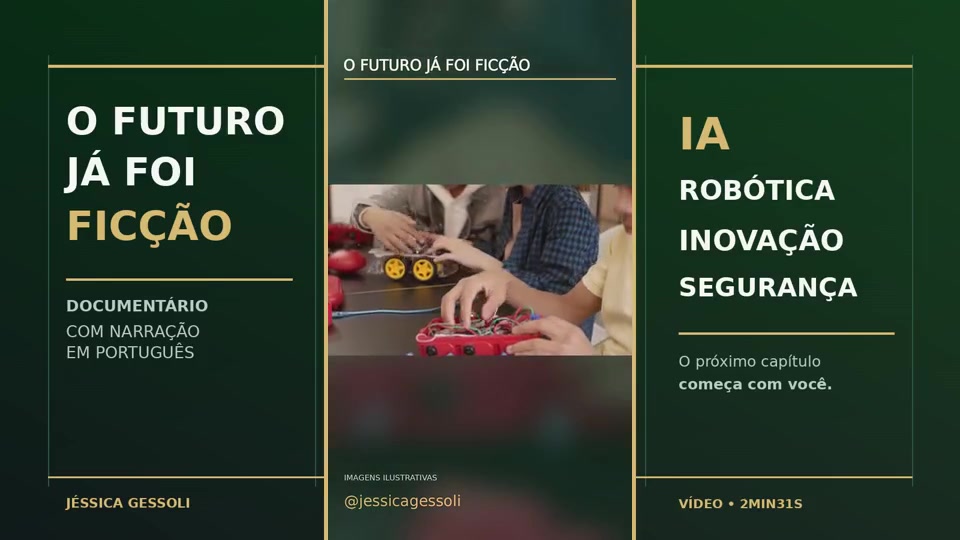 O FUTURO
JÁ FOI
FICÇÃO
DOCUMENTÁRIO
COM NARRAÇÃO
EM PORTUGUÊS
JÉSSICA GESSOLI
O FUTURO JÁ FOI FICÇÃO
IMAGENS ILUSTRATIVAS
@jessicagessoli
IA
ROBÓTICA
INOVAÇÃO
SEGURANÇA
O próximo capítulo
começa com você.
VÍDEO • 2MIN31S